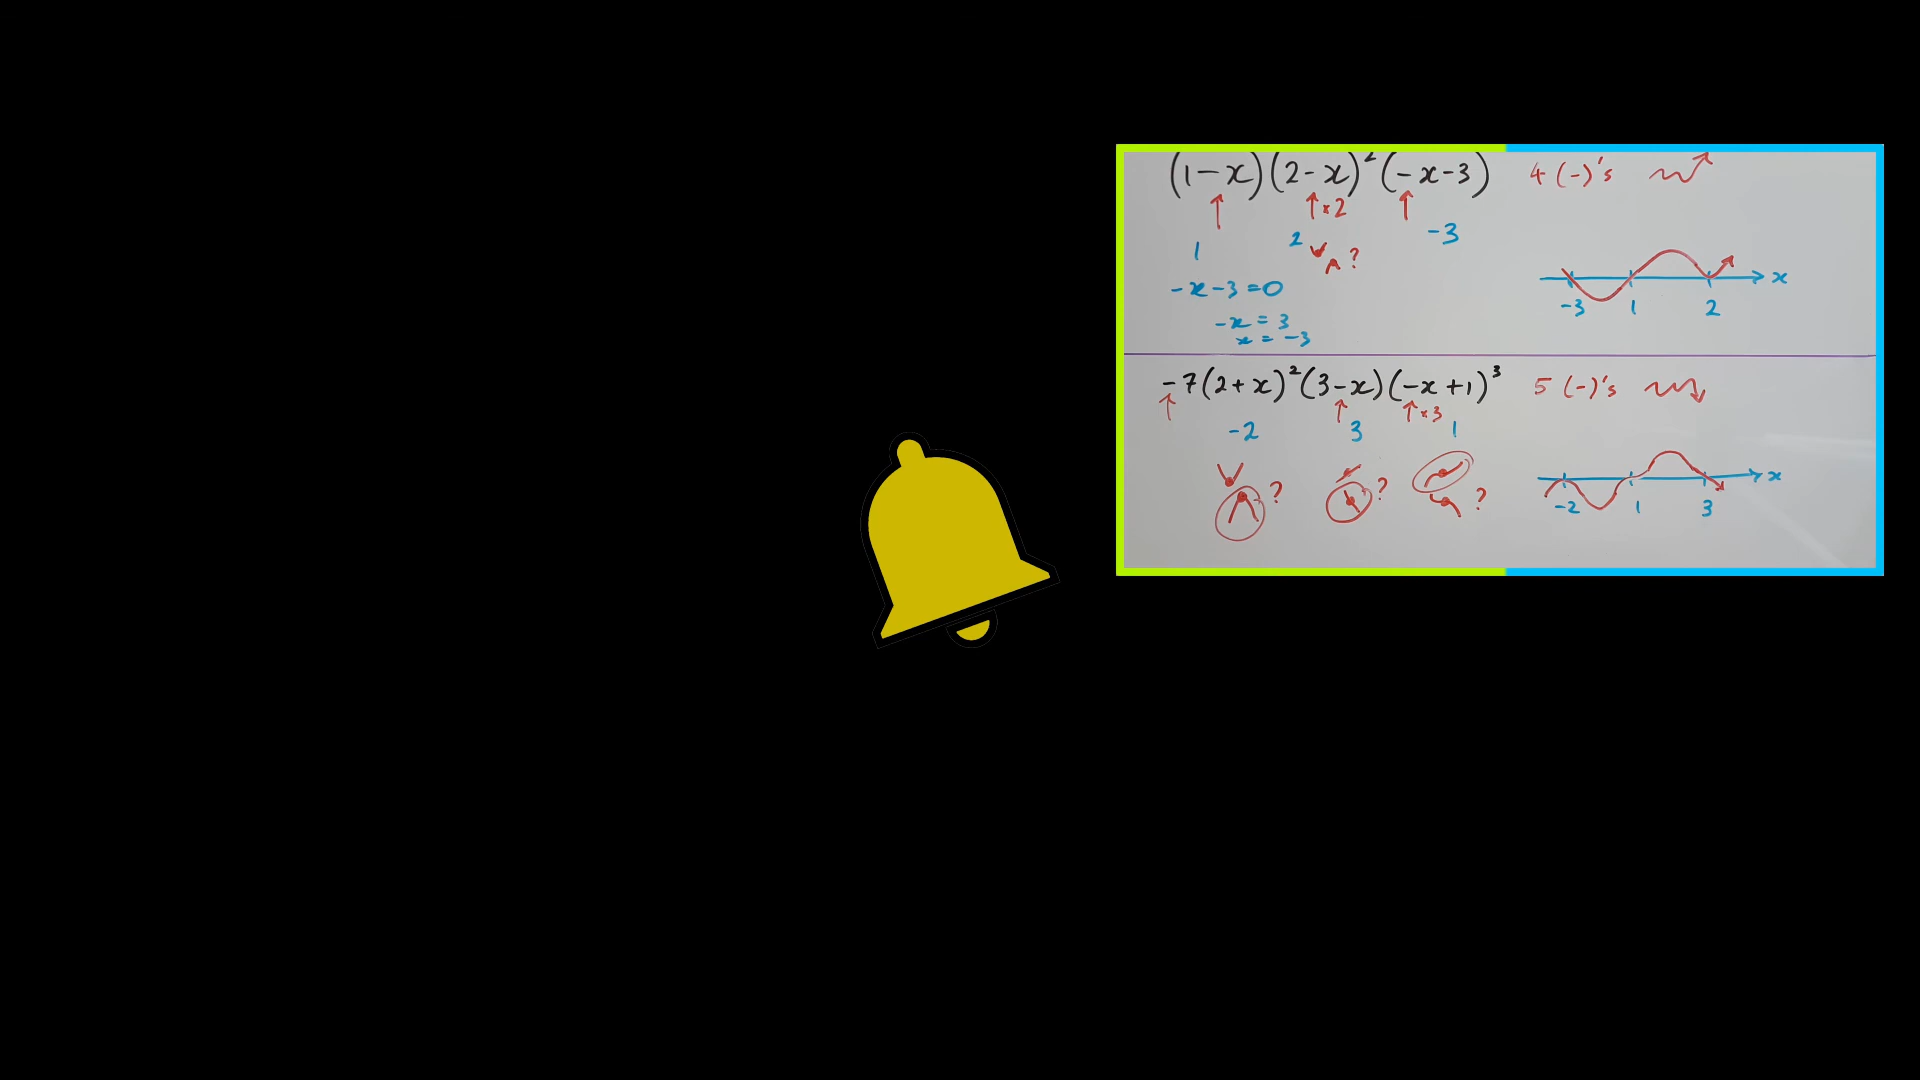 (1-x)(2-x)²(-x-3) 4 (-)'s
×2
1 2 ? -3
-x-3=0
-x = 3
x = -3
-3 1 2 x
-7(2+x)²(3-x)(-x+1)³ 5 (-)'s
×3
-2 3 1
? ? ?
-2 1 3 x